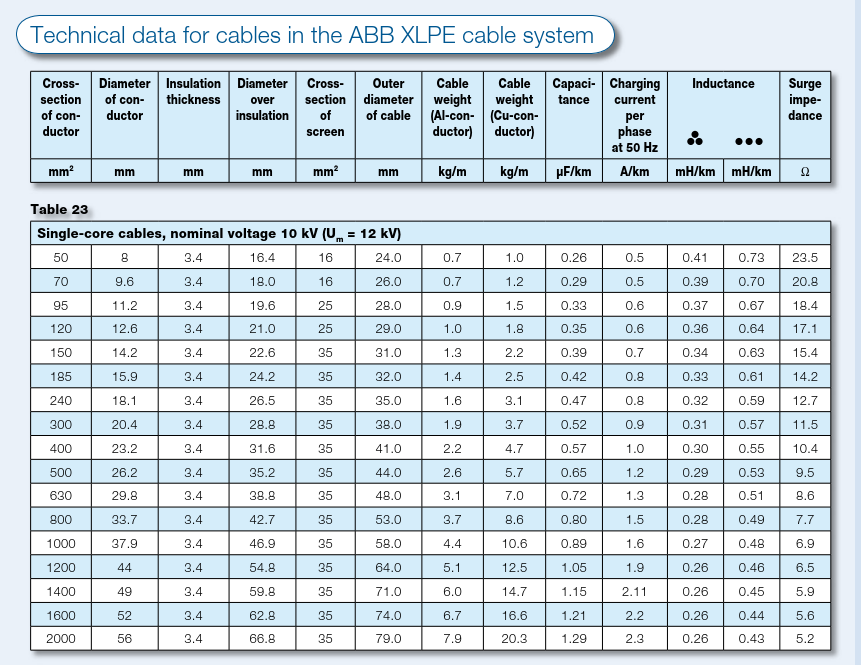 Technical data for cables in the ABB XLPE cable system
Cross-section of con-ductor | Diameter of con-ductor | Insulation thickness | Diameter over insulation | Cross-section of screen | Outer diameter of cable | Cable weight (Al-con-ductor) | Cable weight (Cu-con-ductor) | Capaci-tance | Charging current per phase at 50 Hz | Inductance | Surge impe-dance
mm² | mm | mm | mm | mm² | mm | kg/m | kg/m | µF/km | A/km | mH/km | mH/km | Ω
Table 23
Single-core cables, nominal voltage 10 kV (Um = 12 kV)
50 | 8 | 3.4 | 16.4 | 16 | 24.0 | 0.7 | 1.0 | 0.26 | 0.5 | 0.41 | 0.73 | 23.5
70 | 9.6 | 3.4 | 18.0 | 16 | 26.0 | 0.7 | 1.2 | 0.29 | 0.5 | 0.39 | 0.70 | 20.8
95 | 11.2 | 3.4 | 19.6 | 25 | 28.0 | 0.9 | 1.5 | 0.33 | 0.6 | 0.37 | 0.67 | 18.4
120 | 12.6 | 3.4 | 21.0 | 25 | 29.0 | 1.0 | 1.8 | 0.35 | 0.6 | 0.36 | 0.64 | 17.1
150 | 14.2 | 3.4 | 22.6 | 35 | 31.0 | 1.3 | 2.2 | 0.39 | 0.7 | 0.34 | 0.63 | 15.4
185 | 15.9 | 3.4 | 24.2 | 35 | 32.0 | 1.4 | 2.5 | 0.42 | 0.8 | 0.33 | 0.61 | 14.2
240 | 18.1 | 3.4 | 26.5 | 35 | 35.0 | 1.6 | 3.1 | 0.47 | 0.8 | 0.32 | 0.59 | 12.7
300 | 20.4 | 3.4 | 28.8 | 35 | 38.0 | 1.9 | 3.7 | 0.52 | 0.9 | 0.31 | 0.57 | 11.5
400 | 23.2 | 3.4 | 31.6 | 35 | 41.0 | 2.2 | 4.7 | 0.57 | 1.0 | 0.30 | 0.55 | 10.4
500 | 26.2 | 3.4 | 35.2 | 35 | 44.0 | 2.6 | 5.7 | 0.65 | 1.2 | 0.29 | 0.53 | 9.5
630 | 29.8 | 3.4 | 38.8 | 35 | 48.0 | 3.1 | 7.0 | 0.72 | 1.3 | 0.28 | 0.51 | 8.6
800 | 33.7 | 3.4 | 42.7 | 35 | 53.0 | 3.7 | 8.6 | 0.80 | 1.5 | 0.28 | 0.49 | 7.7
1000 | 37.9 | 3.4 | 46.9 | 35 | 58.0 | 4.4 | 10.6 | 0.89 | 1.6 | 0.27 | 0.48 | 6.9
1200 | 44 | 3.4 | 54.8 | 35 | 64.0 | 5.1 | 12.5 | 1.05 | 1.9 | 0.26 | 0.46 | 6.5
1400 | 49 | 3.4 | 59.8 | 35 | 71.0 | 6.0 | 14.7 | 1.15 | 2.11 | 0.26 | 0.45 | 5.9
1600 | 52 | 3.4 | 62.8 | 35 | 74.0 | 6.7 | 16.6 | 1.21 | 2.2 | 0.26 | 0.44 | 5.6
2000 | 56 | 3.4 | 66.8 | 35 | 79.0 | 7.9 | 20.3 | 1.29 | 2.3 | 0.26 | 0.43 | 5.2